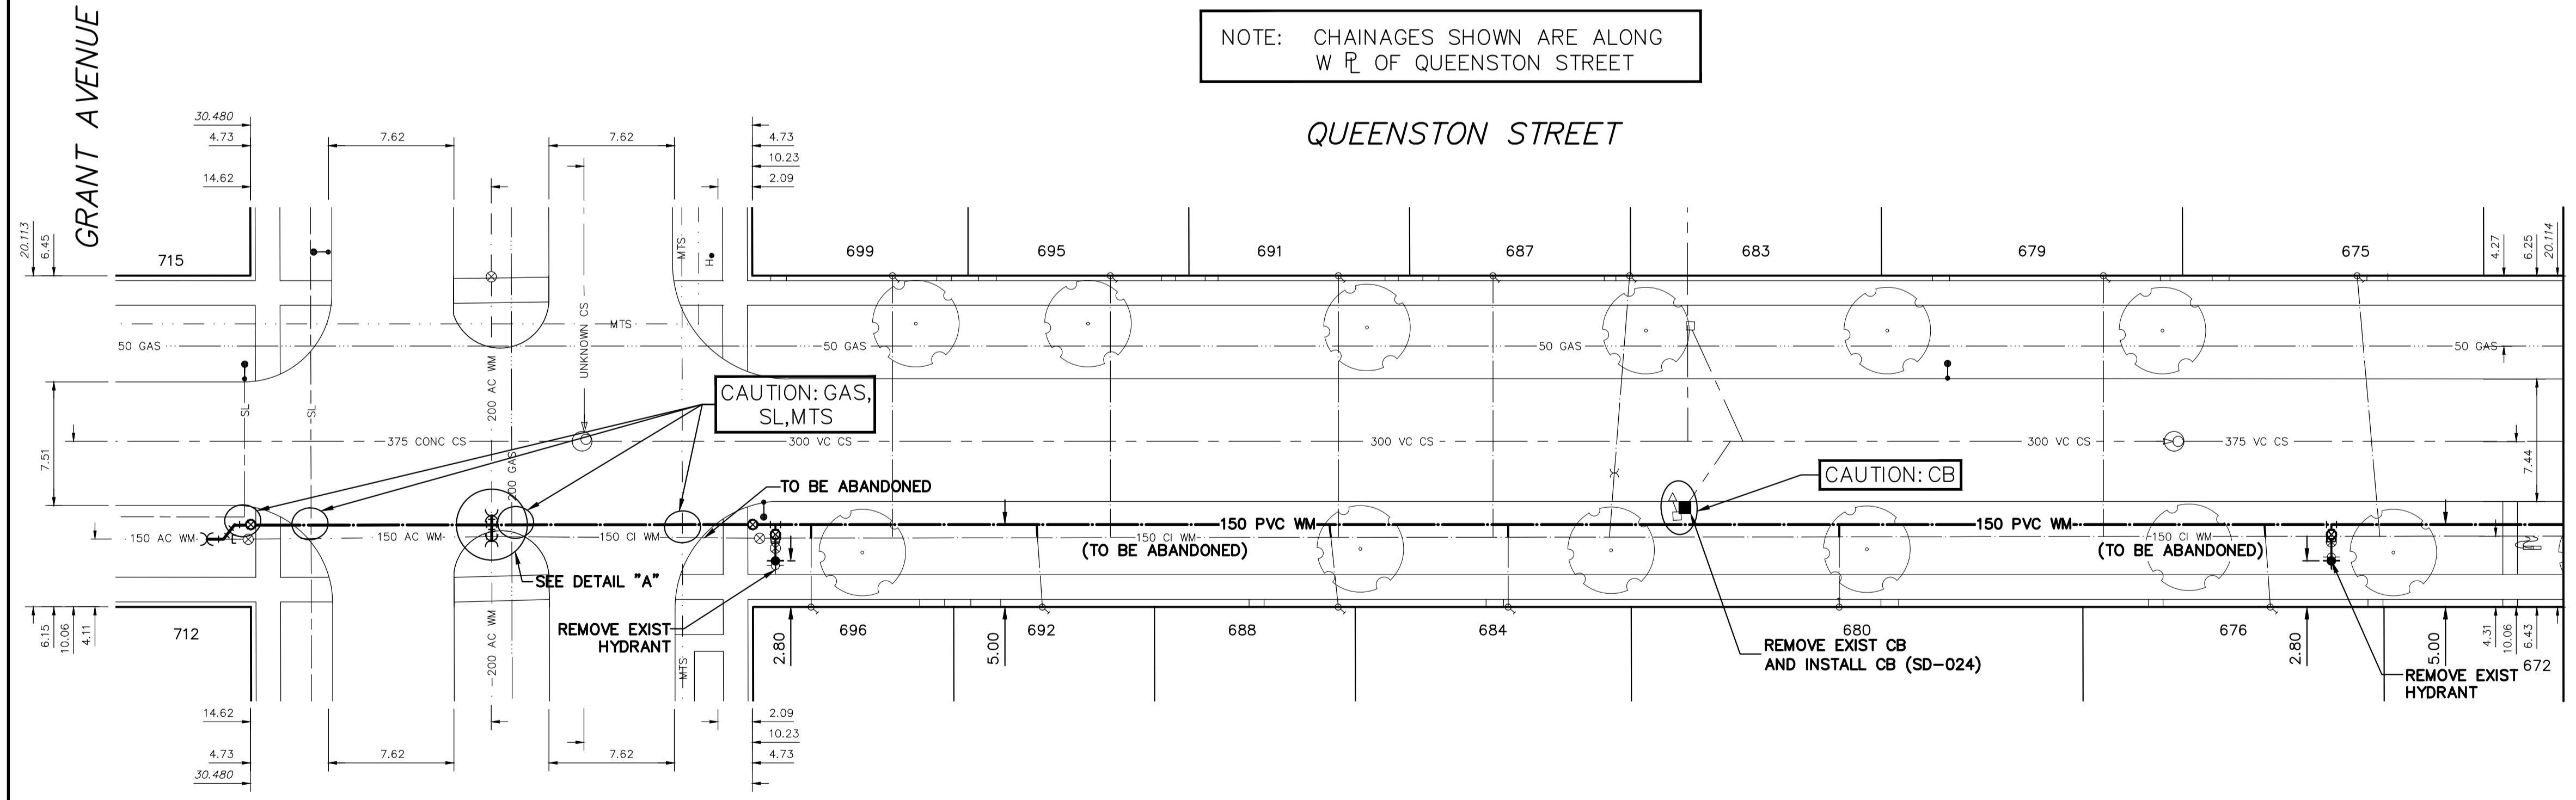 NOTE: CHAINAGES SHOWN ARE ALONG
W PL OF QUEENSTON STREET
GRANT AVENUE
QUEENSTON STREET
30.480
4.73
14.62
7.62
7.62
4.73
10.23
2.09
20.113
6.45
715
699
695
691
687
683
679
675
4.27
6.25
20.114
MTS
H
MTS
50 GAS
50 GAS
50 GAS
50 GAS
UNKNOWN CS
200 AC WM
SL
SL
CAUTION: GAS,
SL,MTS
7.51
375 CONC CS
300 VC CS
300 VC CS
300 VC CS
375 VC CS
7.44
200 GAS
CAUTION: CB
TO BE ABANDONED
150 PVC WM
150 PVC WM
150 AC WM
150 AC WM
150 CI WM
150 CI WM
150 CI WM
(TO BE ABANDONED)
(TO BE ABANDONED)
SEE DETAIL "A"
6.15
10.06
4.11
712
200 AC WM
REMOVE EXIST
HYDRANT
MTS
696
692
688
684
680
676
672
2.80
5.00
REMOVE EXIST CB
AND INSTALL CB (SD-024)
2.80
5.00
4.31
10.06
6.43
REMOVE EXIST
HYDRANT
14.62
4.73
30.480
7.62
7.62
2.09
10.23
4.73